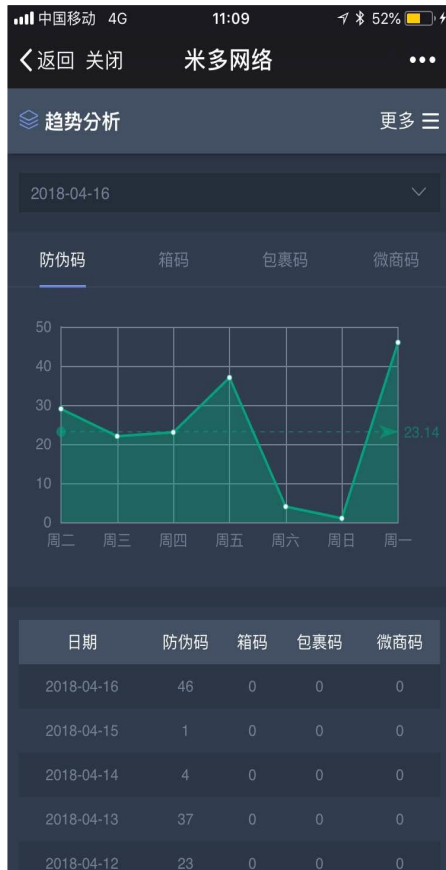 中国移动 4G 11:09 52%
返回 关闭 米多网络
趋势分析 更多
2018-04-16
防伪码 箱码 包裹码 微商码
50
40
30
23.14
20
10
0
周二 周三 周四 周五 周六 周日 周一
日期 防伪码 箱码 包裹码 微商码
2018-04-16 46 0 0 0
2018-04-15 1 0 0 0
2018-04-14 4 0 0 0
2018-04-13 37 0 0 0
2018-04-12 23 0 0 0